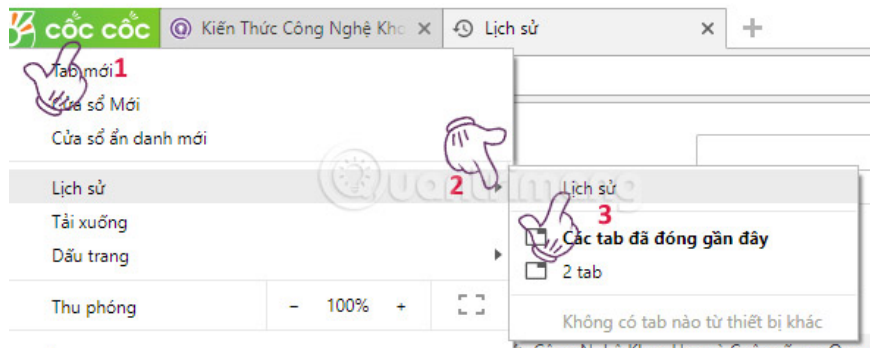 cốc cốc
Kiến Thức Công Nghệ Kho
Lịch sử
Tab mới 1
Cửa sổ Mới
Cửa sổ ẩn danh mới
Lịch sử
2
Tải xuống
Dấu trang
Thu phóng
- 100% +
Lịch sử
3
Các tab đã đóng gần đây
2 tab
Không có tab nào từ thiết bị khác
Quantrimang